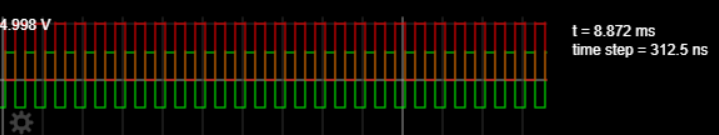 4.998 V
t = 8.872 ms
time step = 312.5 ns